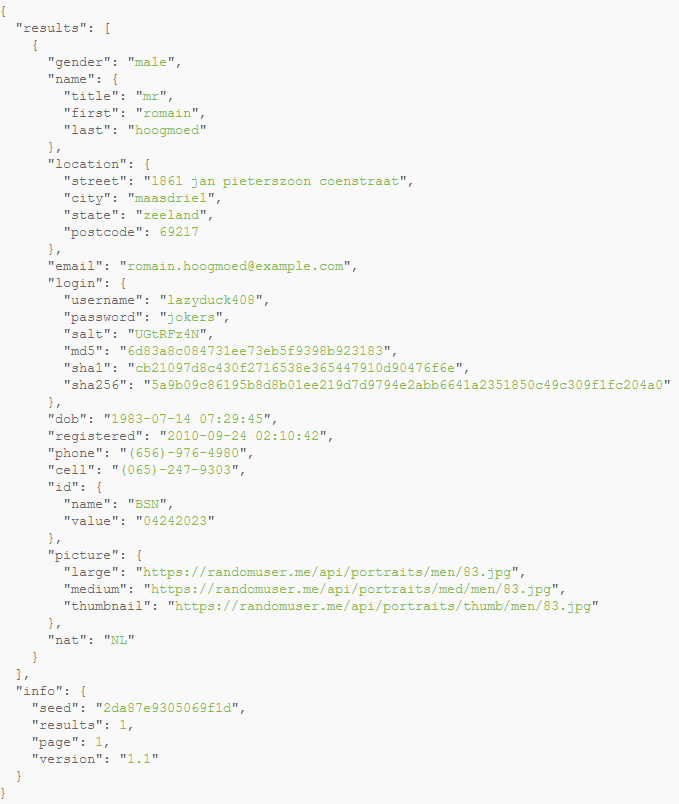 {
  "results": [
    {
      "gender": "male",
      "name": {
        "title": "mr",
        "first": "romain",
        "last": "hoogmoed"
      },
      "location": {
        "street": "1861 jan pieterszoon coenstraat",
        "city": "maasdriel",
        "state": "zeeland",
        "postcode": 69217
      },
      "email": "romain.hoogmoed@example.com",
      "login": {
        "username": "lazyduck408",
        "password": "jokers",
        "salt": "UGtRFz4N",
        "md5": "6d83a8c084731ee73eb5f9398b923183",
        "sha1": "cb21097d8c430f2716538e365447910d90476f6e",
        "sha256": "5a9b09c86195b8d8b01ee219d7d9794e2abb6641a2351850c49c309f1fc204a0"
      },
      "dob": "1983-07-14 07:29:45",
      "registered": "2010-09-24 02:10:42",
      "phone": "(656)-976-4980",
      "cell": "(065)-247-9303",
      "id": {
        "name": "BSN",
        "value": "04242023"
      },
      "picture": {
        "large": "https://randomuser.me/api/portraits/men/83.jpg",
        "medium": "https://randomuser.me/api/portraits/med/men/83.jpg",
        "thumbnail": "https://randomuser.me/api/portraits/thumb/men/83.jpg"
      },
      "nat": "NL"
    }
  ],
  "info": {
    "seed": "2da87e9305069f1d",
    "results": 1,
    "page": 1,
    "version": "1.1"
  }
}